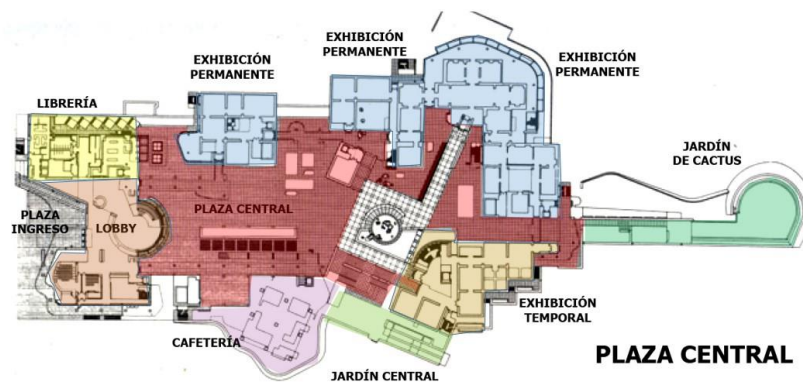 EXHIBICIÓN
PERMANENTE
EXHIBICIÓN
PERMANENTE
EXHIBICIÓN
PERMANENTE
LIBRERÍA
JARDÍN
DE CACTUS
PLAZA
INGRESO
LOBBY
PLAZA CENTRAL
EXHIBICIÓN
TEMPORAL
CAFETERÍA
JARDÍN CENTRAL
PLAZA CENTRAL